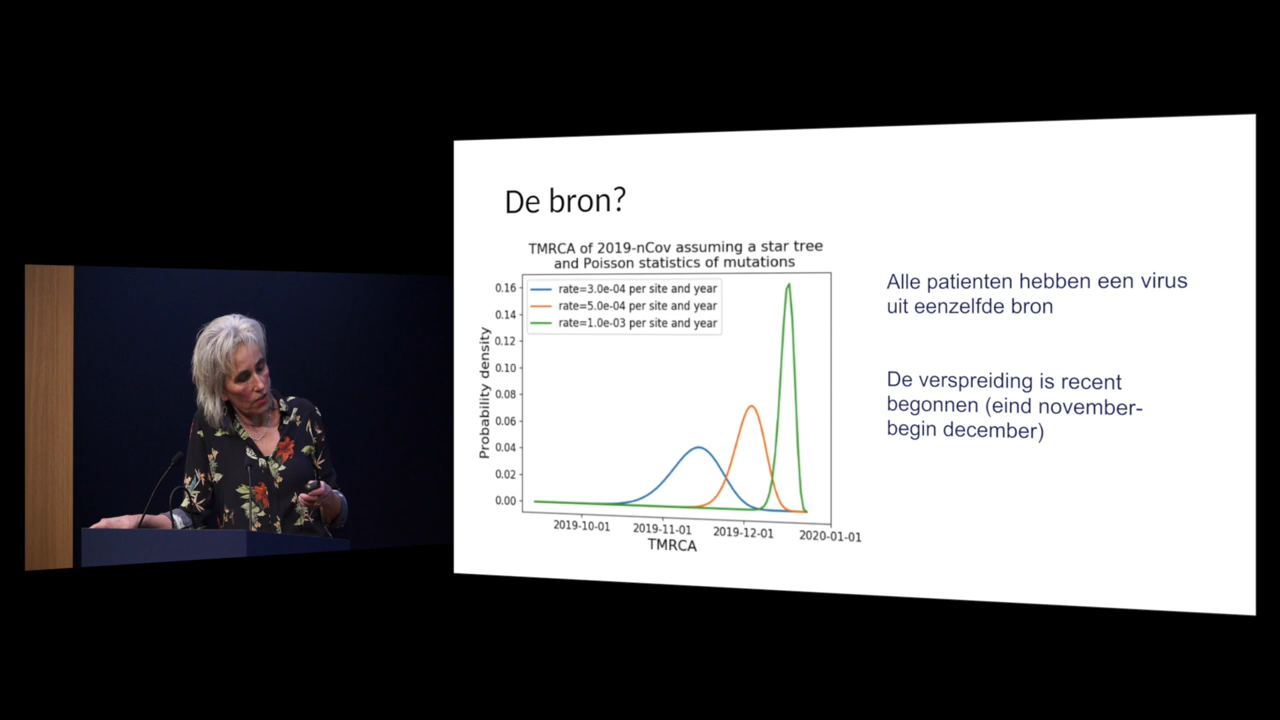 De bron?
TMRCA of 2019-nCov assuming a star tree
and Poisson statistics of mutations
rate=3.0e-04 per site and year
rate=5.0e-04 per site and year
rate=1.0e-03 per site and year
Probability density
0.16
0.14
0.12
0.10
0.08
0.06
0.04
0.02
0.00
2019-10-01
2019-11-01
2019-12-01
2020-01-01
TMRCA
Alle patienten hebben een virus
uit eenzelfde bron
De verspreiding is recent
begonnen (eind november-
begin december)